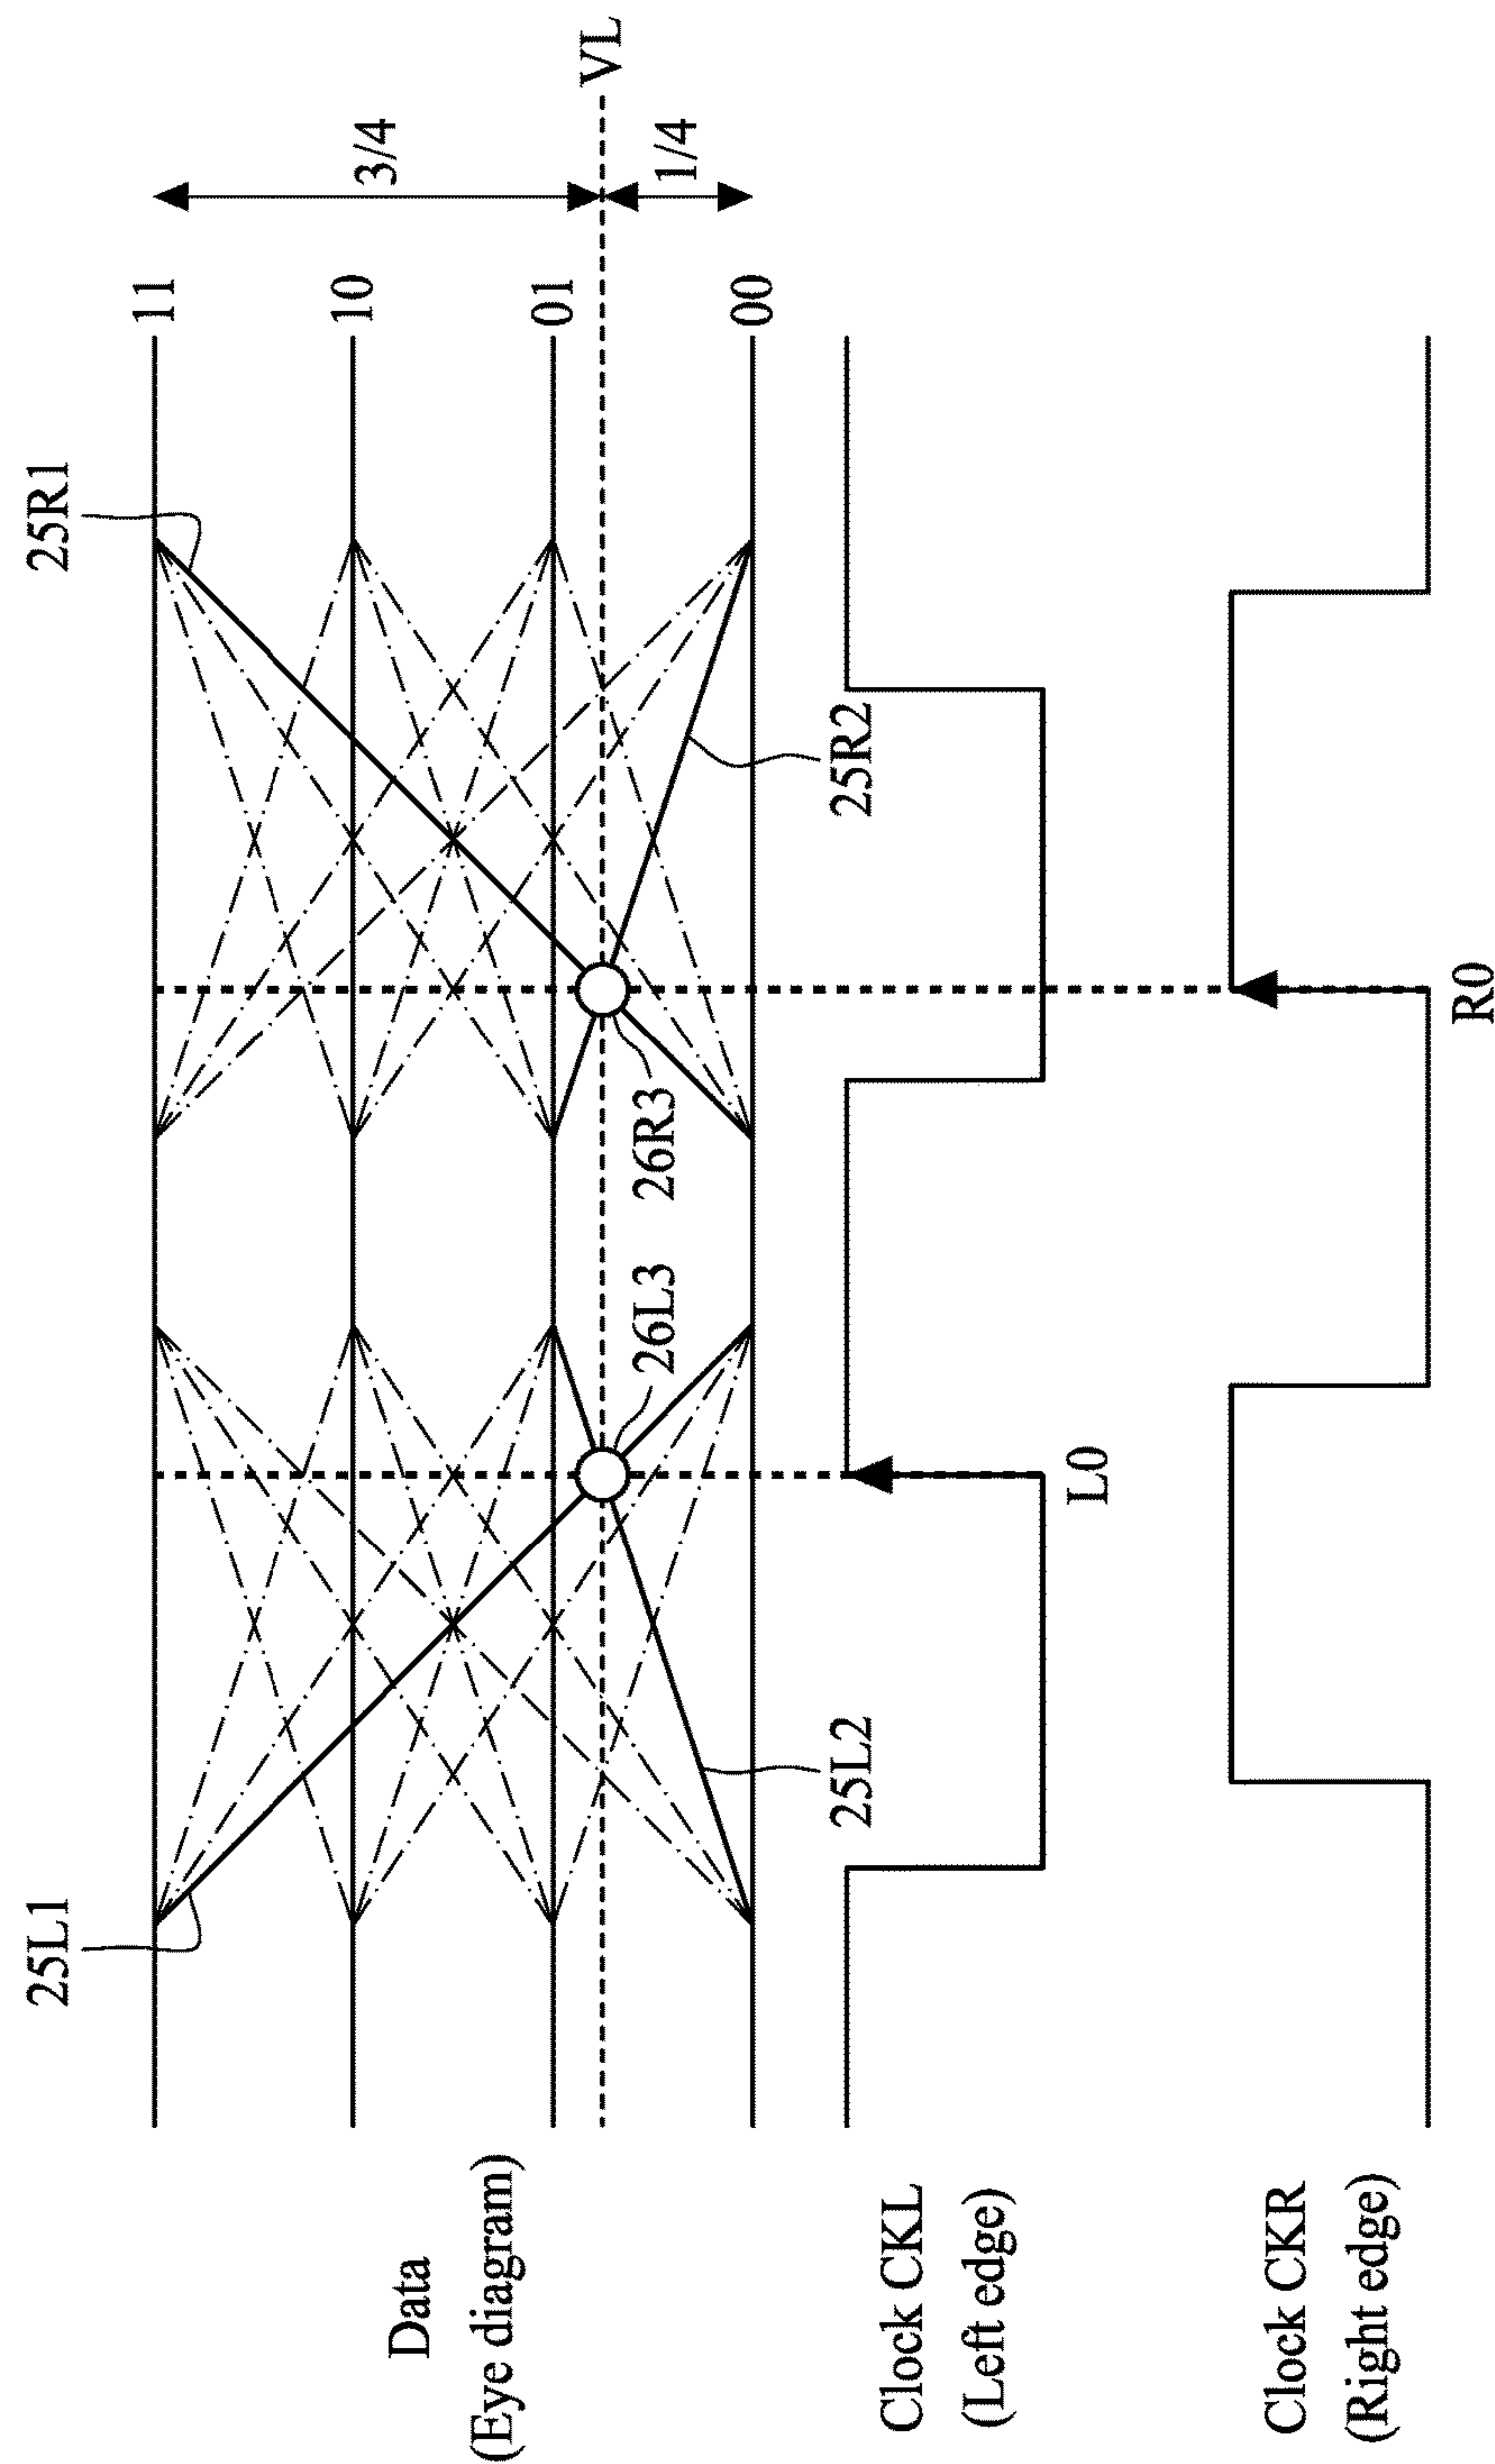 25L1
25R1
11
10
01
00
3/4
1/4
VL
Data
(Eye diagram)
26L3
26R3
25L2
25R2
Clock CKL
(Left edge)
L0
Clock CKR
(Right edge)
R0